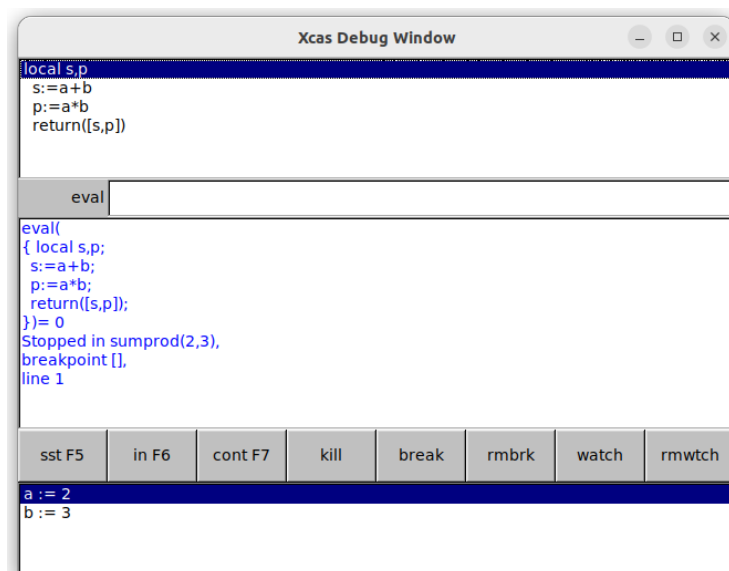 Xcas Debug Window
local s,p
s:=a+b
p:=a*b
return([s,p])
eval
eval(
{ local s,p;
s:=a+b;
p:=a*b;
return([s,p]);
})= 0
Stopped in sumprod(2,3),
breakpoint [],
line 1
sst F5 in F6 cont F7 kill break rmbrk watch rmwtch
a := 2
b := 3